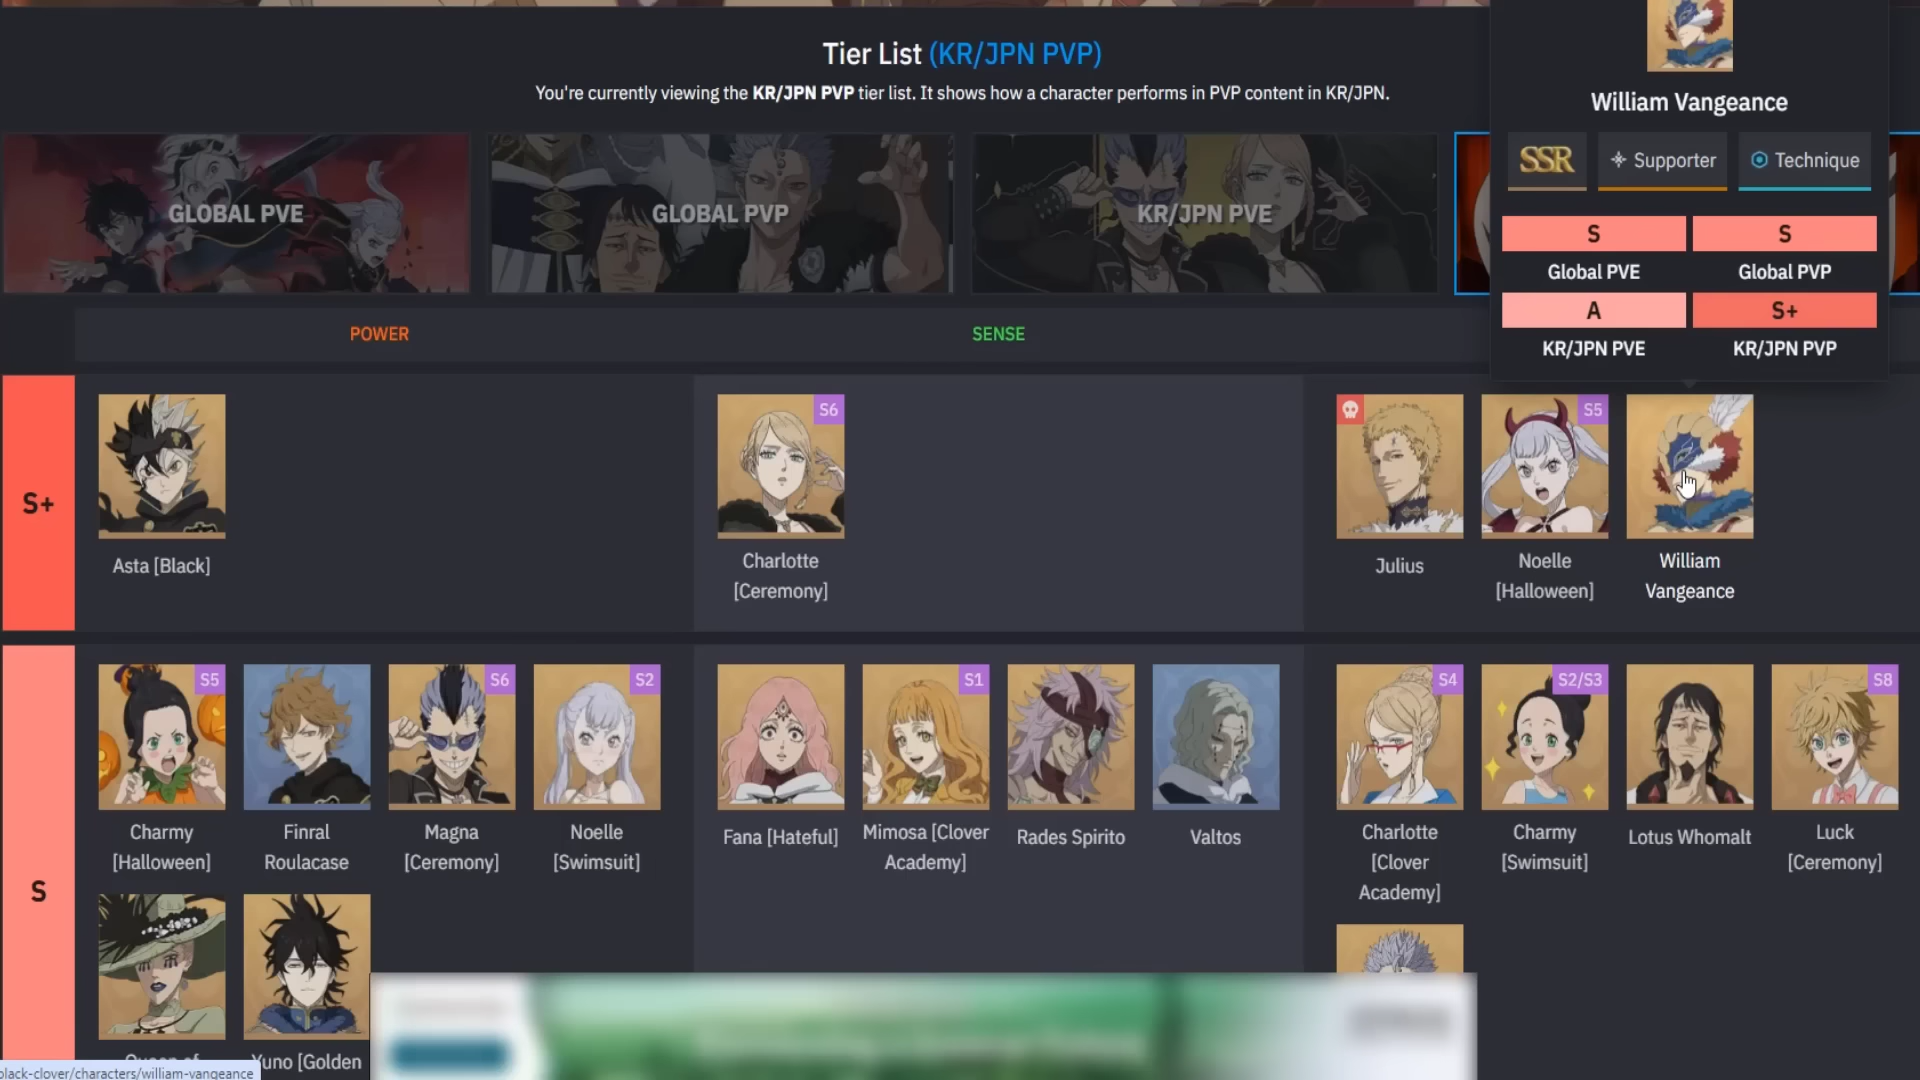 Tier List (KR/JPN PVP)
You're currently viewing the KR/JPN PVP tier list. It shows how a character performs in PVP content in KR/JPN.
GLOBAL PVE
GLOBAL PVP
KR/JPN PVE
William Vangeance
SSR
Supporter
Technique
S
S
Global PVE
Global PVP
A
S+
KR/JPN PVE
KR/JPN PVP
POWER
SENSE
S+
S6
S5
Asta [Black]
Charlotte
[Ceremony]
Julius
Noelle
[Halloween]
William
Vangeance
S
S5
S6
S2
S1
S4
S2/S3
S8
Charmy
[Halloween]
Finral
Roulacase
Magna
[Ceremony]
Noelle
[Swimsuit]
Fana [Hateful]
Mimosa [Clover
Academy]
Rades Spirito
Valtos
Charlotte
[Clover
Academy]
Charmy
[Swimsuit]
Lotus Whomalt
Luck
[Ceremony]
Queen of
Yuno [Golden
black-clover/characters/william-vangeance